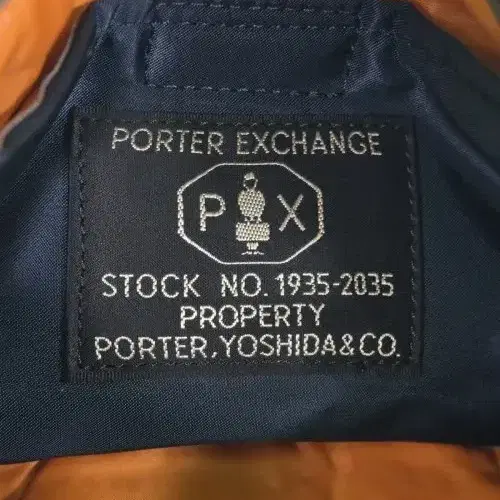 PORTER EXCHANGE
P X
STOCK NO. 1935-2035
PROPERTY
PORTER, YOSHIDA & CO.